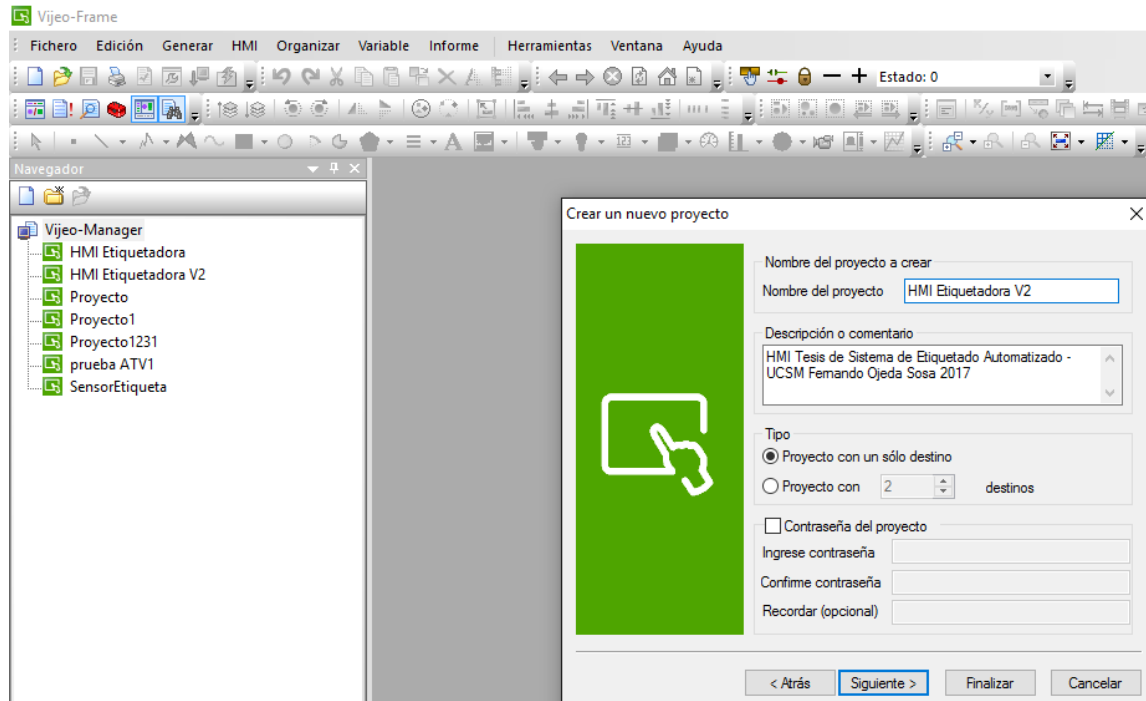 Vijeo-Frame
Fichero Edición Generar HMI Organizar Variable Informe Herramientas Ventana Ayuda
Estado: 0
Navegador
Vijeo-Manager
HMI Etiquetadora
HMI Etiquetadora V2
Proyecto
Proyecto1
Proyecto1231
prueba ATV1
SensorEtiqueta
Crear un nuevo proyecto
Nombre del proyecto a crear
Nombre del proyecto HMI Etiquetadora V2
Descripción o comentario
HMI Tesis de Sistema de Etiquetado Automatizado -
UCSM Fernando Ojeda Sosa 2017
Tipo
Proyecto con un sólo destino
Proyecto con 2 destinos
Contraseña del proyecto
Ingrese contraseña
Confirme contraseña
Recordar (opcional)
< Atrás Siguiente > Finalizar Cancelar